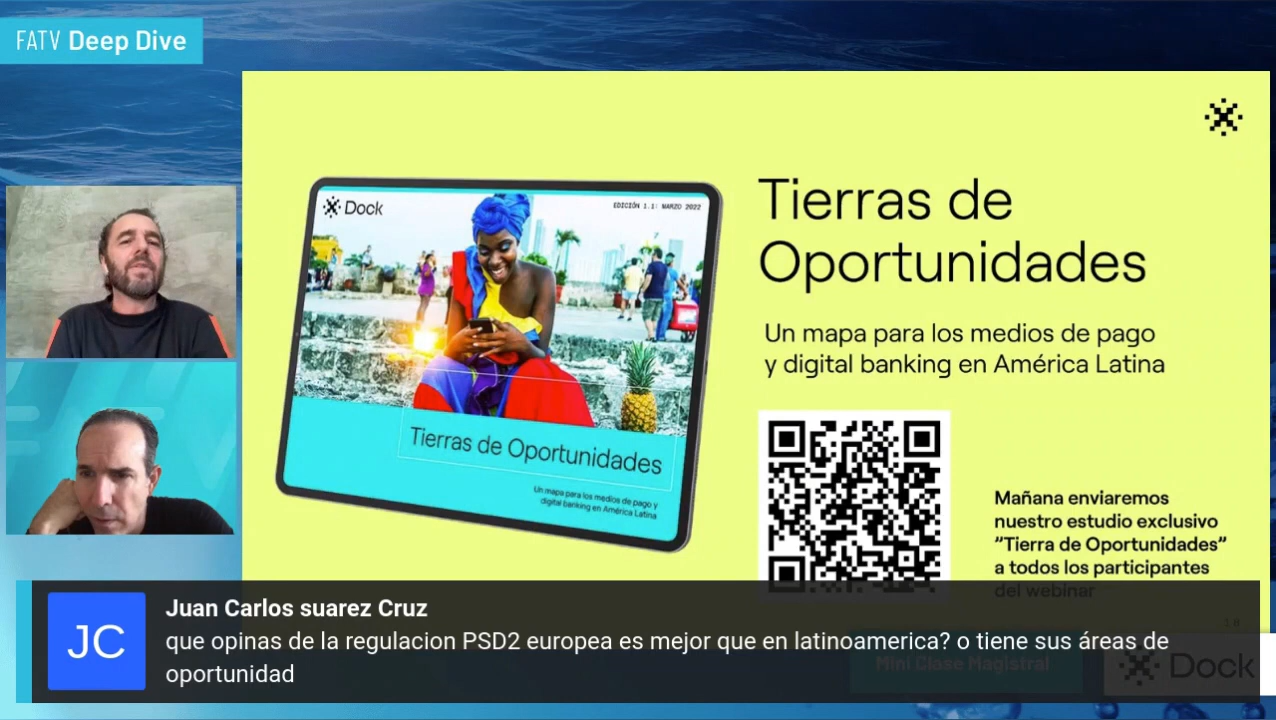 FATV Deep Dive
Dock
EDICIÓN 1.1: MARZO 2022
Tierras de Oportunidades
Un mapa para los medios de pago y
digital banking en América Latina
Tierras de
Oportunidades
Un mapa para los medios de pago
y digital banking en América Latina
Mañana enviaremos
nuestro estudio exclusivo
”Tierra de Oportunidades”
a todos los participantes
del webinar
Mini Clase Magistral
Dock
JC
Juan Carlos suarez Cruz
que opinas de la regulacion PSD2 europea es mejor que en latinoamerica? o tiene sus áreas de
oportunidad